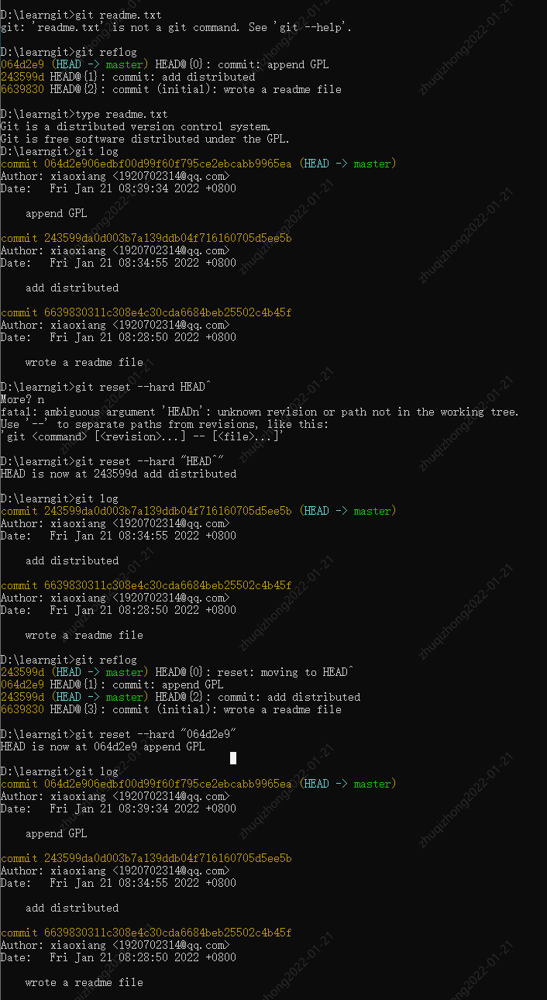 D:\learngit>git readme.txt
git: 'readme.txt' is not a git command. See 'git --help'.
D:\learngit>git reflog
064d2e9 (HEAD -> master) HEAD@{0}: commit: append GPL
243599d HEAD@{1}: commit: add distributed
6639830 HEAD@{2}: commit (initial): wrote a readme file
D:\learngit>type readme.txt
Git is a distributed version control system.
Git is free software distributed under the GPL.
D:\learngit>git log
commit 064d2e906edbf00d99f60f795ce2ebcabb9965ea (HEAD -> master)
Author: xiaoxiang <1920702314@qq.com>
Date:   Fri Jan 21 08:39:34 2022 +0800
    append GPL
commit 243599da0d003b7a139ddb04f716160705d5ee5b
Author: xiaoxiang <1920702314@qq.com>
Date:   Fri Jan 21 08:34:55 2022 +0800
    add distributed
commit 6639830311c308e4c30cda6684beb25502c4b45f
Author: xiaoxiang <1920702314@qq.com>
Date:   Fri Jan 21 08:28:50 2022 +0800
    wrote a readme file
D:\learngit>git reset --hard HEAD^
More? n
fatal: ambiguous argument 'HEADn': unknown revision or path not in the working tree.
Use '--' to separate paths from revisions, like this:
'git <command> [<revision>...] -- [<file>...]'
D:\learngit>git reset --hard "HEAD^"
HEAD is now at 243599d add distributed
D:\learngit>git log
commit 243599da0d003b7a139ddb04f716160705d5ee5b (HEAD -> master)
Author: xiaoxiang <1920702314@qq.com>
Date:   Fri Jan 21 08:34:55 2022 +0800
    add distributed
commit 6639830311c308e4c30cda6684beb25502c4b45f
Author: xiaoxiang <1920702314@qq.com>
Date:   Fri Jan 21 08:28:50 2022 +0800
    wrote a readme file
D:\learngit>git reflog
243599d (HEAD -> master) HEAD@{0}: reset: moving to HEAD^
064d2e9 HEAD@{1}: commit: append GPL
243599d (HEAD -> master) HEAD@{2}: commit: add distributed
6639830 HEAD@{3}: commit (initial): wrote a readme file
D:\learngit>git reset --hard "064d2e9"
HEAD is now at 064d2e9 append GPL
D:\learngit>git log
commit 064d2e906edbf00d99f60f795ce2ebcabb9965ea (HEAD -> master)
Author: xiaoxiang <1920702314@qq.com>
Date:   Fri Jan 21 08:39:34 2022 +0800
    append GPL
commit 243599da0d003b7a139ddb04f716160705d5ee5b
Author: xiaoxiang <1920702314@qq.com>
Date:   Fri Jan 21 08:34:55 2022 +0800
    add distributed
commit 6639830311c308e4c30cda6684beb25502c4b45f
Author: xiaoxiang <1920702314@qq.com>
Date:   Fri Jan 21 08:28:50 2022 +0800
    wrote a readme file
zhuqizhong2022-01-21